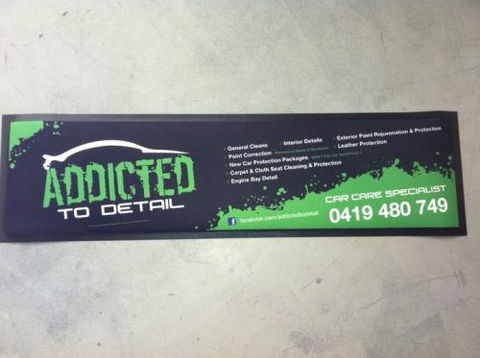 ADDICTED
TO DETAIL
· General Cleans
· Paint Correction
· New Car Protection Packages
· Carpet & Cloth Seat Cleaning & Protection
· Engine Bay Detail
· Interior Details
· Exterior Paint Rejuvenation & Protection
· Leather Protection
facebook.com/addictedtodetail
CAR CARE SPECIALIST
0419 480 749